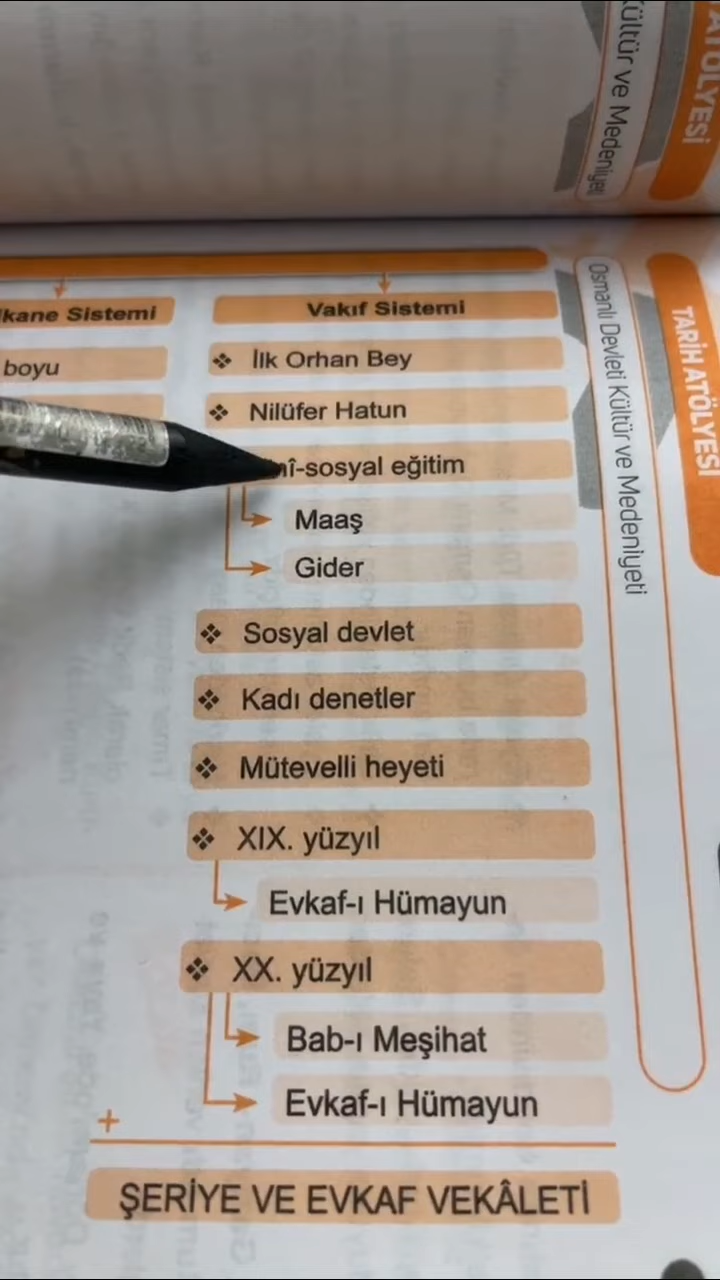 Kültür ve Medeniyeti
ATÖLYESİ
kane Sistemi
boyu
Vakıf Sistemi
❖ İlk Orhan Bey
❖ Nilüfer Hatun
nî-sosyal eğitim
Maaş
Gider
❖ Sosyal devlet
❖ Kadı denetler
❖ Mütevelli heyeti
❖ XIX. yüzyıl
Evkaf-ı Hümayun
❖ XX. yüzyıl
Bab-ı Meşihat
Evkaf-ı Hümayun
+
ŞERİYE VE EVKAF VEKÂLETİ
Osmanlı Devleti Kültür ve Medeniyeti
TARİH ATÖLYESİ